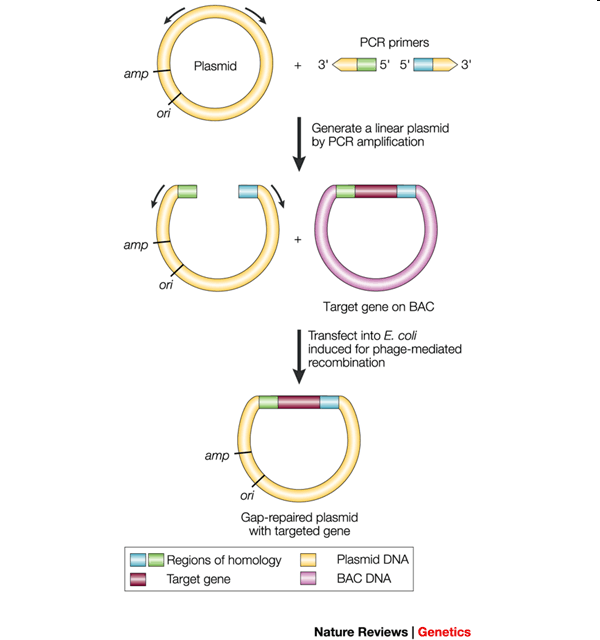 PCR primers
Plasmid
+
3' 5' 5' 3'
amp
ori
Generate a linear plasmid
by PCR amplification
amp
+
ori
Target gene on BAC
Transfect into E. coli
induced for phage-mediated
recombination
amp
ori
Gap-repaired plasmid
with targeted gene
Regions of homology
Plasmid DNA
Target gene
BAC DNA
Nature Reviews | Genetics